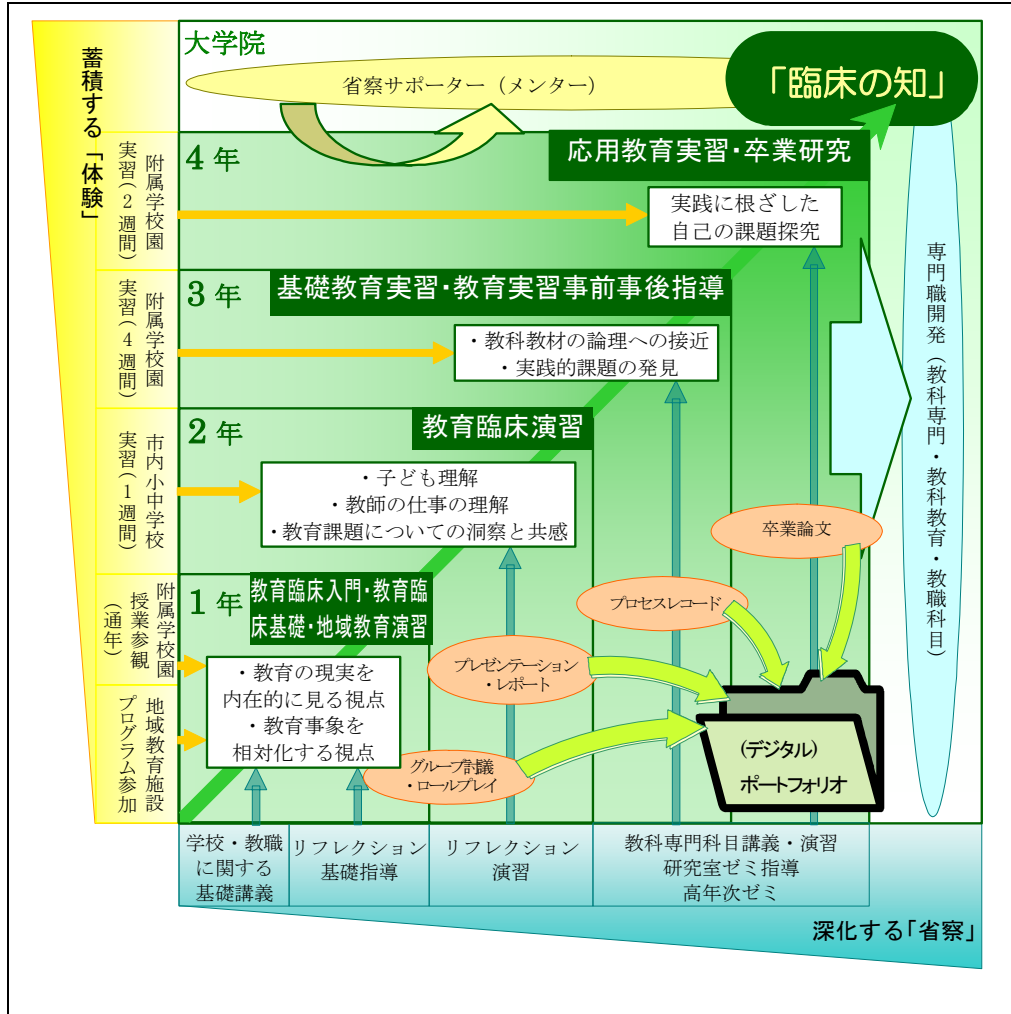 大学院
省察サポーター（メンター）
「臨床の知」
蓄積する「体験」
附属学校園
実習（2週間）
4年
応用教育実習・卒業研究
実践に根ざした
自己の課題探究
附属学校園
実習（4週間）
3年
基礎教育実習・教育実習事前事後指導
・教科教材の論理への接近
・実践的課題の発見
市内小中学校
実習（1週間）
2年
教育臨床演習
・子ども理解
・教師の仕事の理解
・教育課題についての洞察と共感
附属学校園
授業参観
（通年）
1年
教育臨床入門・教育臨
床基礎・地域教育演習
・教育の現実を
内在的に見る視点
・教育事象を
相対化する視点
地域教育施設
プログラム参加
卒業論文
プロセスレコード
プレゼンテーション
・レポート
グループ討議
・ロールプレイ
(デジタル)
ポートフォリオ
専門職開発（教科専門・教科教育・教職科目）
学校・教職
に関する
基礎講義
リフレクション
基礎指導
リフレクション
演習
教科専門科目講義・演習
研究室ゼミ指導
高年次ゼミ
深化する「省察」